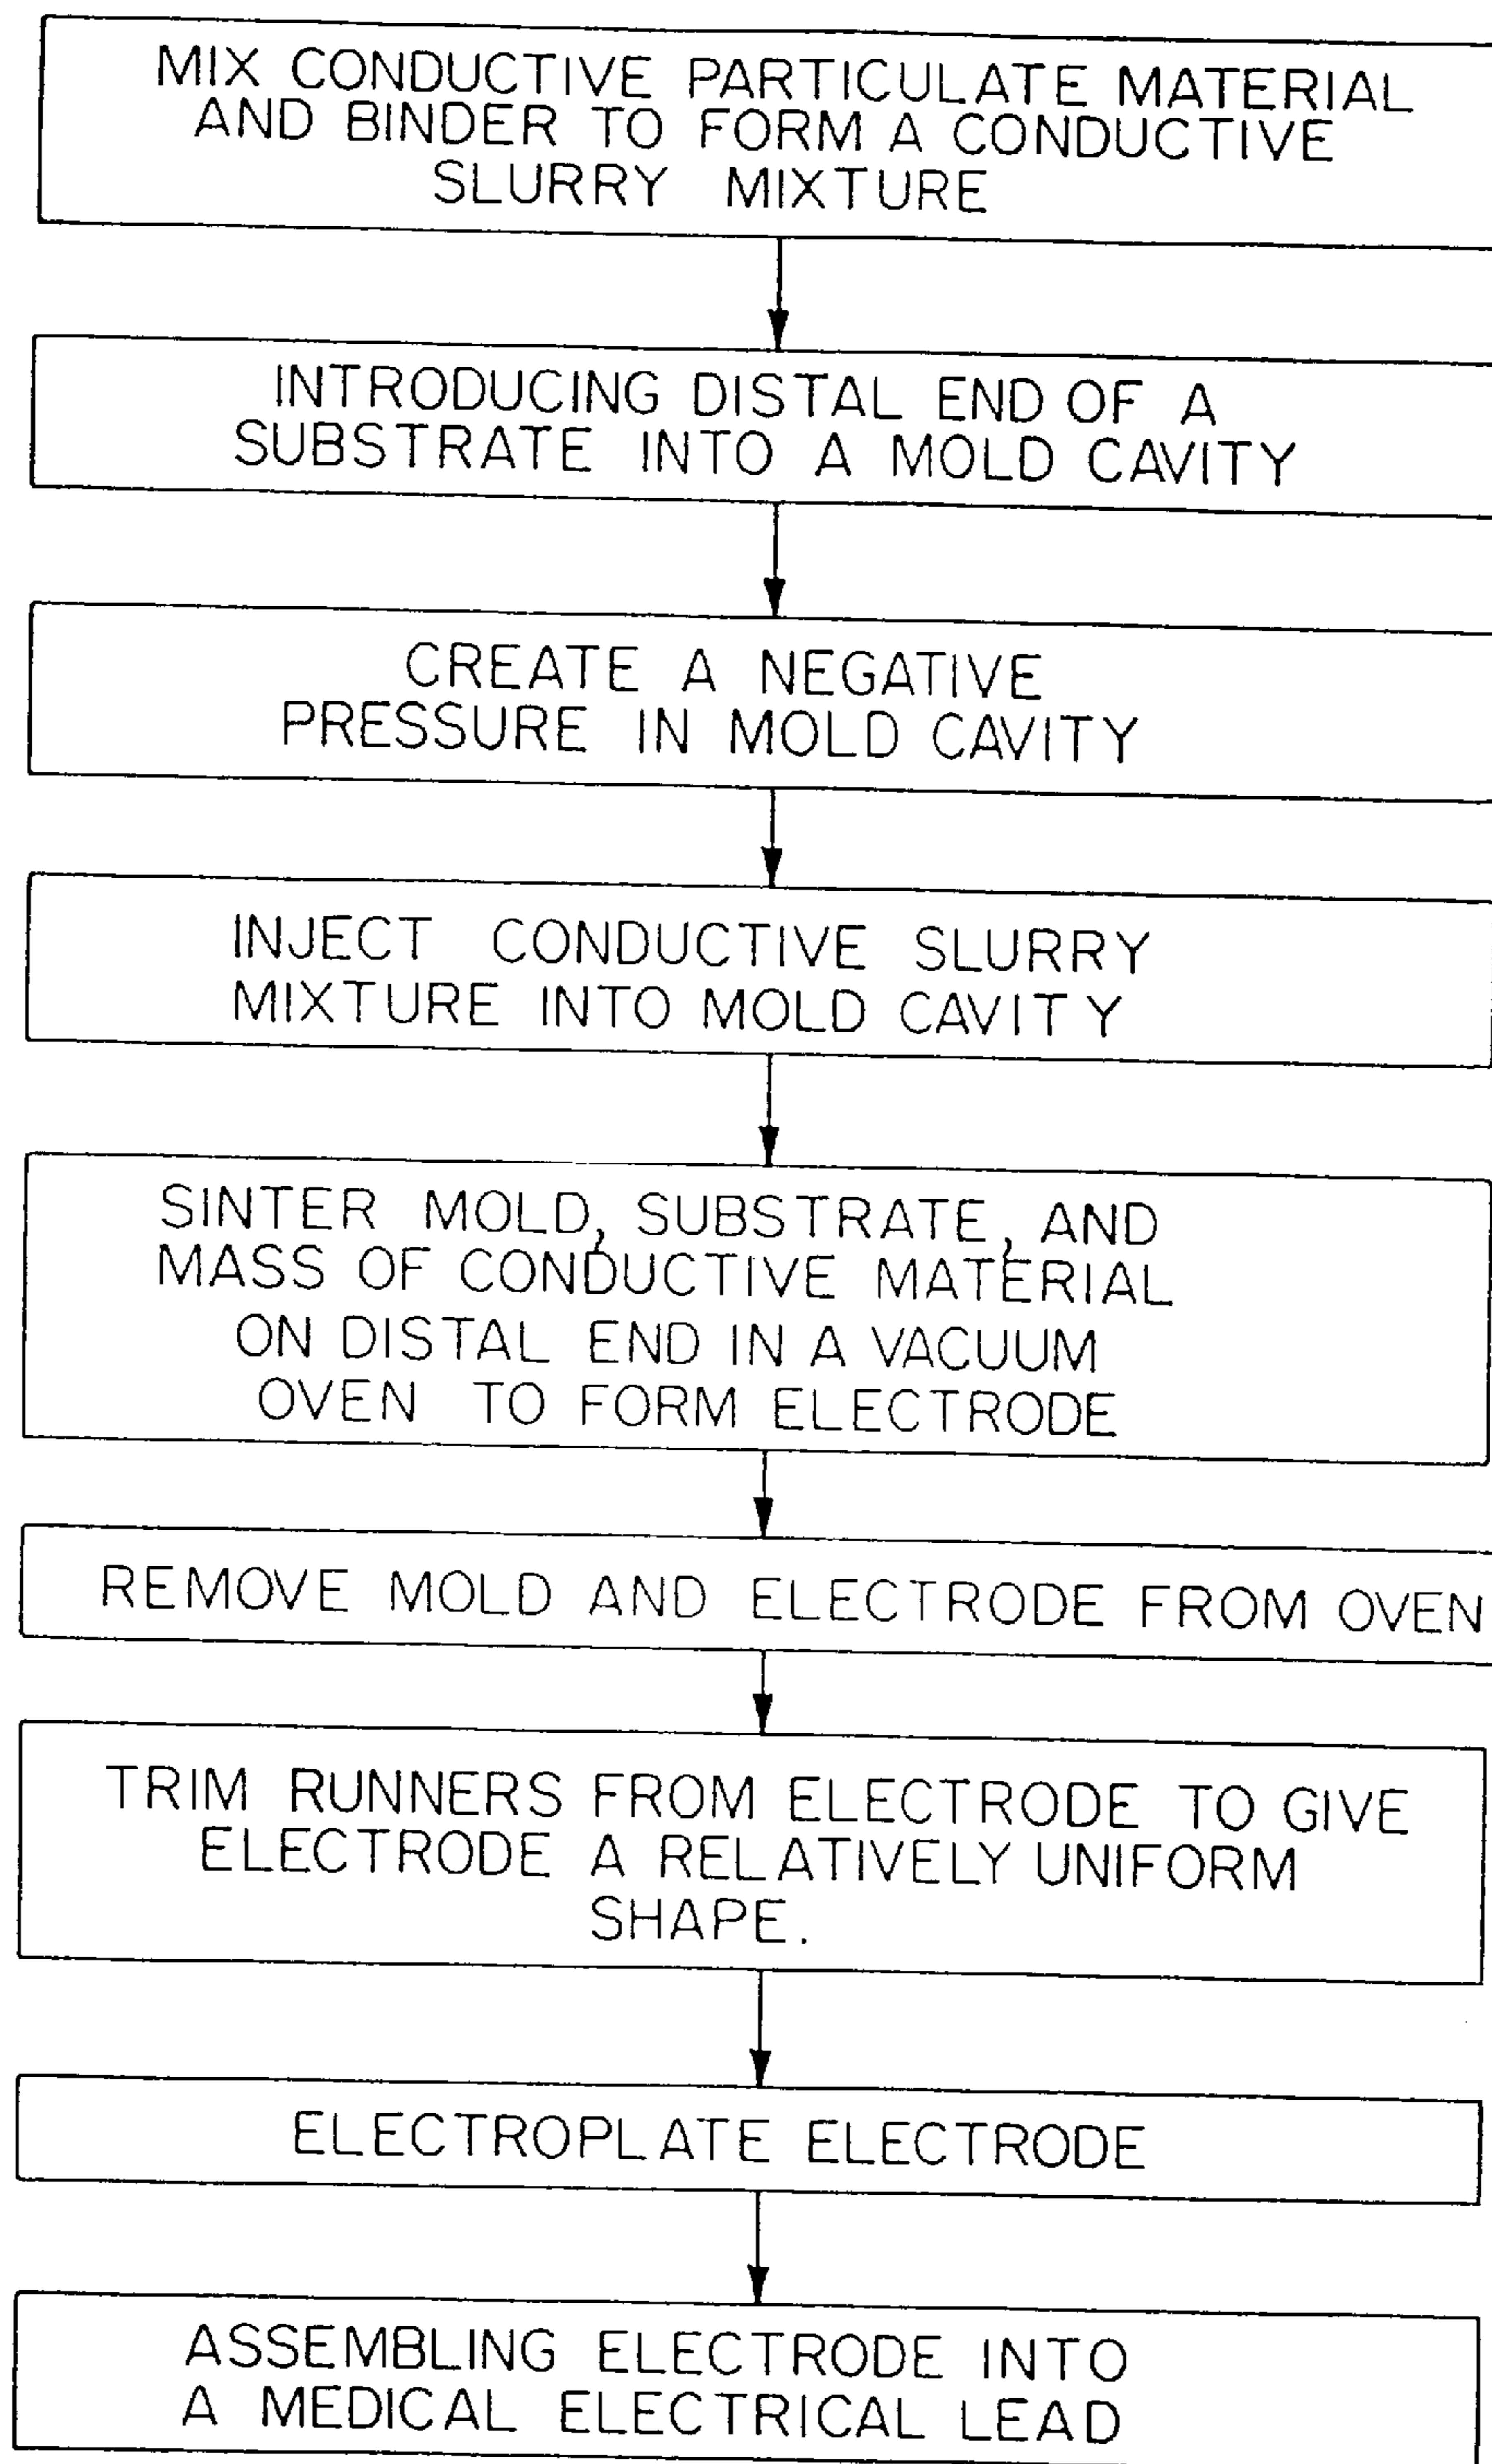 MIX CONDUCTIVE PARTICULATE MATERIAL
AND BINDER TO FORM A CONDUCTIVE
SLURRY MIXTURE
INTRODUCING DISTAL END OF A
SUBSTRATE INTO A MOLD CAVITY
CREATE A NEGATIVE
PRESSURE IN MOLD CAVITY
INJECT CONDUCTIVE SLURRY
MIXTURE INTO MOLD CAVITY
SINTER MOLD, SUBSTRATE, AND
MASS OF CONDUCTIVE MATERIAL
ON DISTAL END IN A VACUUM
OVEN TO FORM ELECTRODE
REMOVE MOLD AND ELECTRODE FROM OVEN
TRIM RUNNERS FROM ELECTRODE TO GIVE
ELECTRODE A RELATIVELY UNIFORM
SHAPE.
ELECTROPLATE ELECTRODE
ASSEMBLING ELECTRODE INTO
A MEDICAL ELECTRICAL LEAD